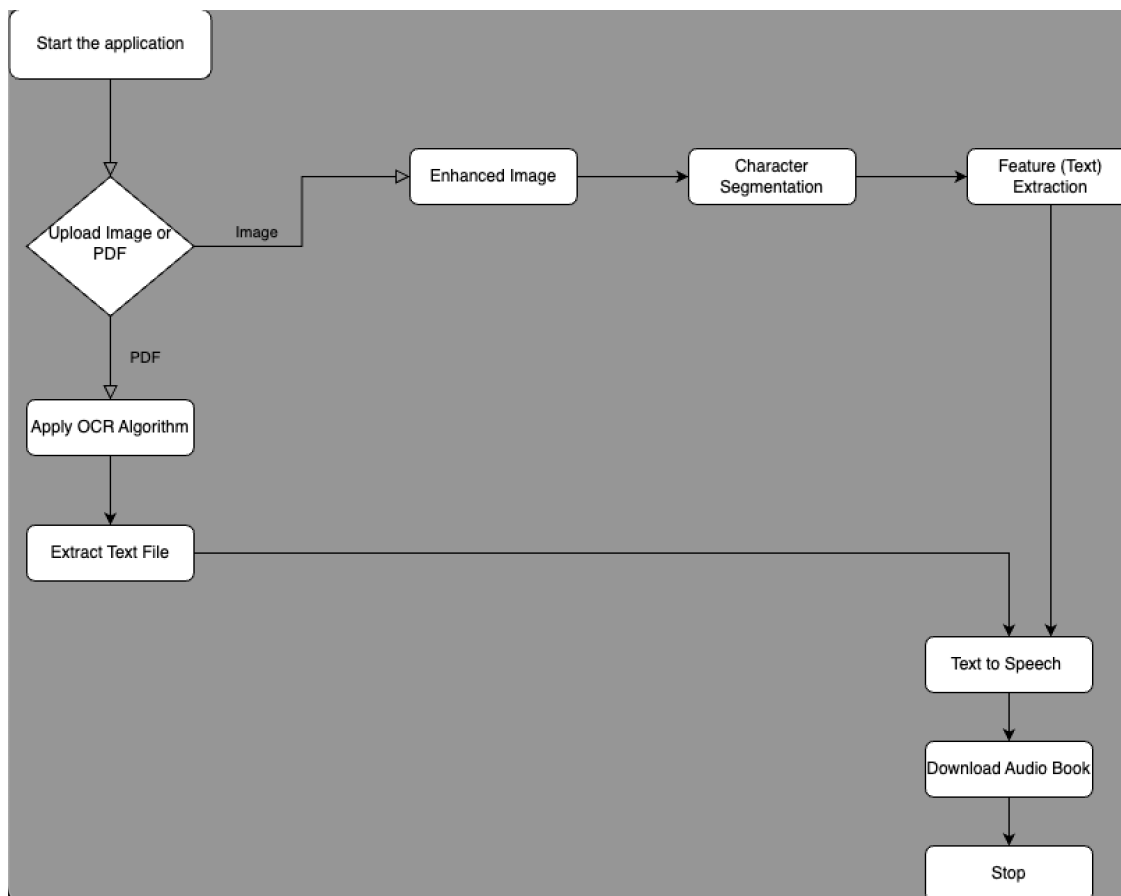 Start the application
Enhanced Image
Character
Segmentation
Feature (Text)
Extraction
Upload Image or
PDF
Image
PDF
Apply OCR Algorithm
Extract Text File
Text to Speech
Download Audio Book
Stop